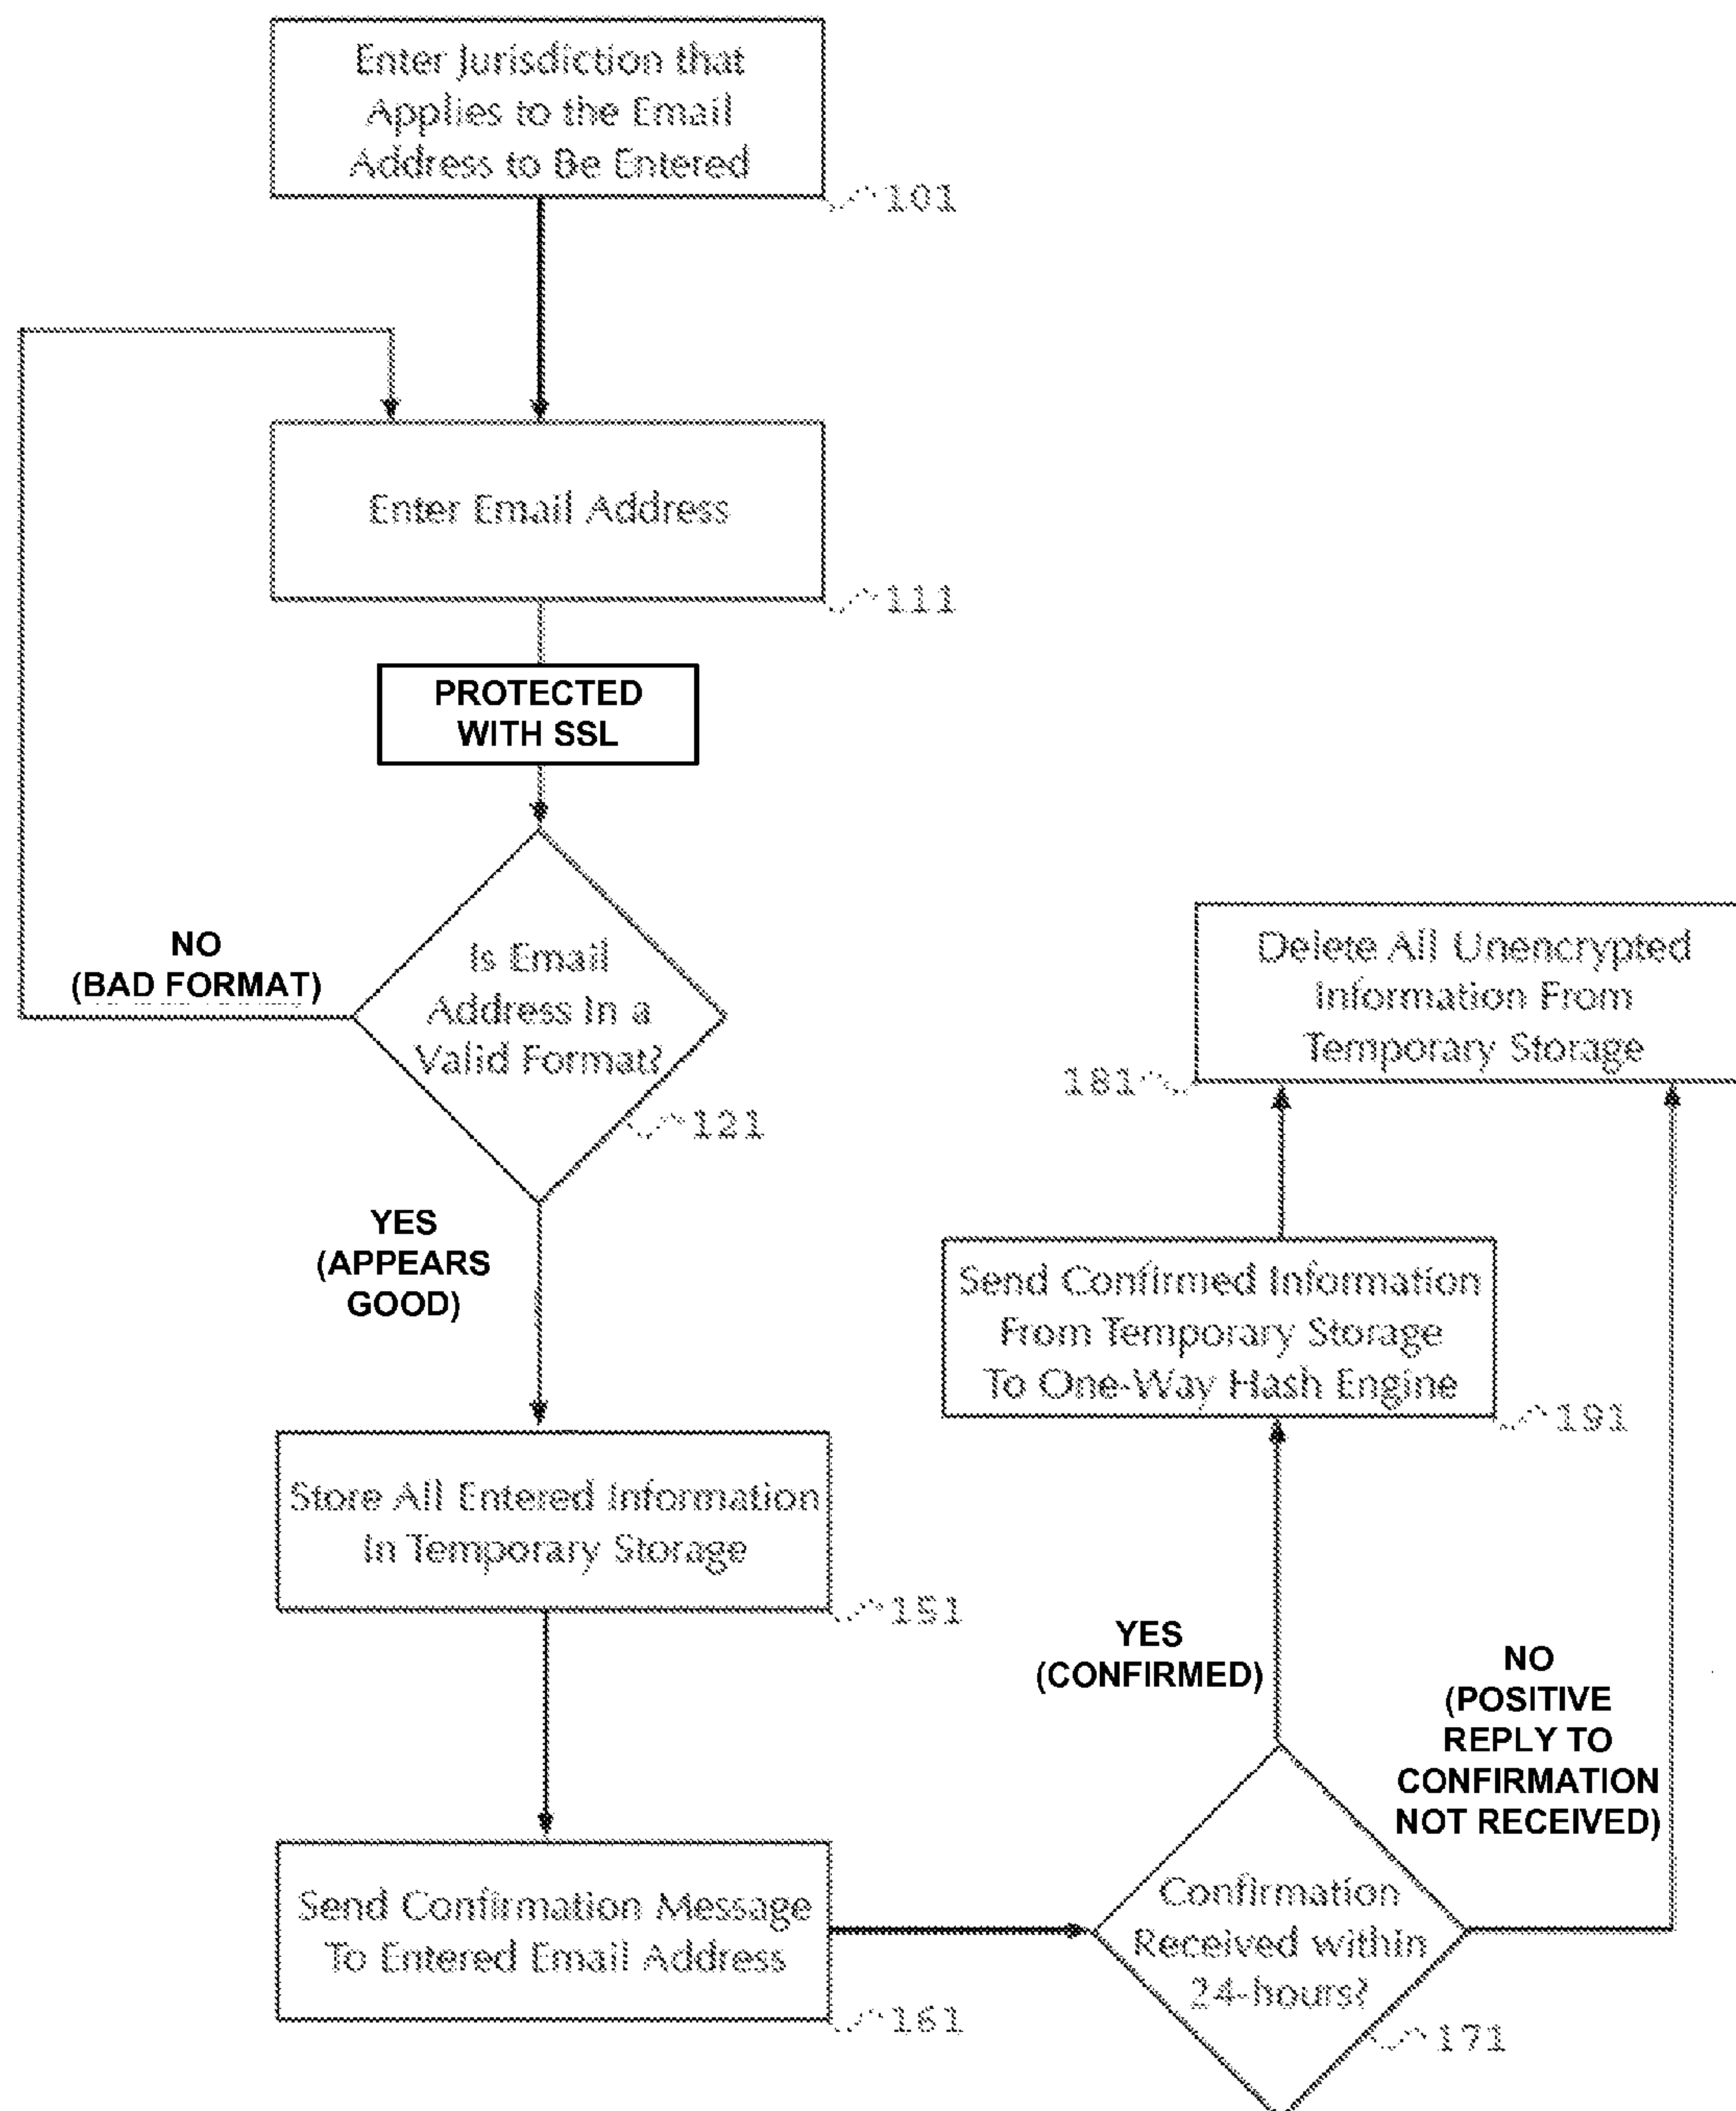 Enter Jurisdiction that
Applies to the Email
Address to Be Entered
101
Enter Email Address
111
PROTECTED
WITH SSL
NO
(BAD FORMAT)
Is Email
Address In a
Valid Format?
121
YES
(APPEARS
GOOD)
Store All Entered Information
In Temporary Storage
151
Send Confirmation Message
To Entered Email Address
161
Confirmation
Received within
24-hours?
171
YES
(CONFIRMED)
NO
(POSITIVE
REPLY TO
CONFIRMATION
NOT RECEIVED)
Send Confirmed Information
From Temporary Storage
To One-Way Hash Engine
191
Delete All Unencrypted
Information From
Temporary Storage
181